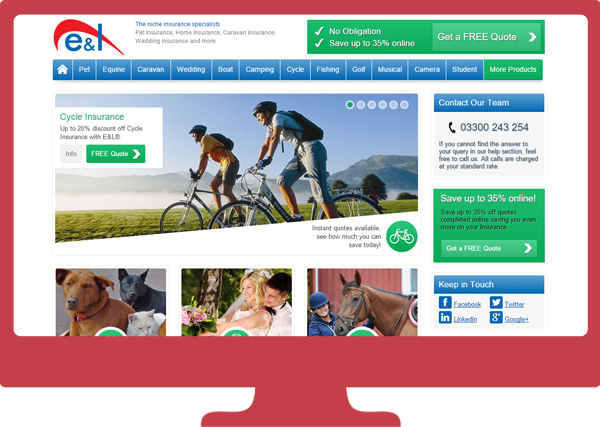 e&l
The niche insurance specialists
Pet Insurance, Horse Insurance, Caravan Insurance,
Wedding Insurance and more
No Obligation
Save up to 35% online
Get a FREE Quote
Pet Equine Caravan Wedding Boat Camping Cycle Fishing Golf Musical Camera Student More Products
Cycle Insurance
Up to 20% discount off Cycle
Insurance with E&L®.
Info FREE Quote
Instant quotes available,
see how much you can
save today!
Contact Our Team
03300 243 254
If you cannot find the answer to
your query in our help section, feel
free to call us. All calls are charged
at your standard rate.
Save up to 35% online!
Save up to 35% off quotes
completed online saving you even
more on your insurance
Get a FREE Quote
Keep in Touch
Facebook Twitter
Linkedin Google+